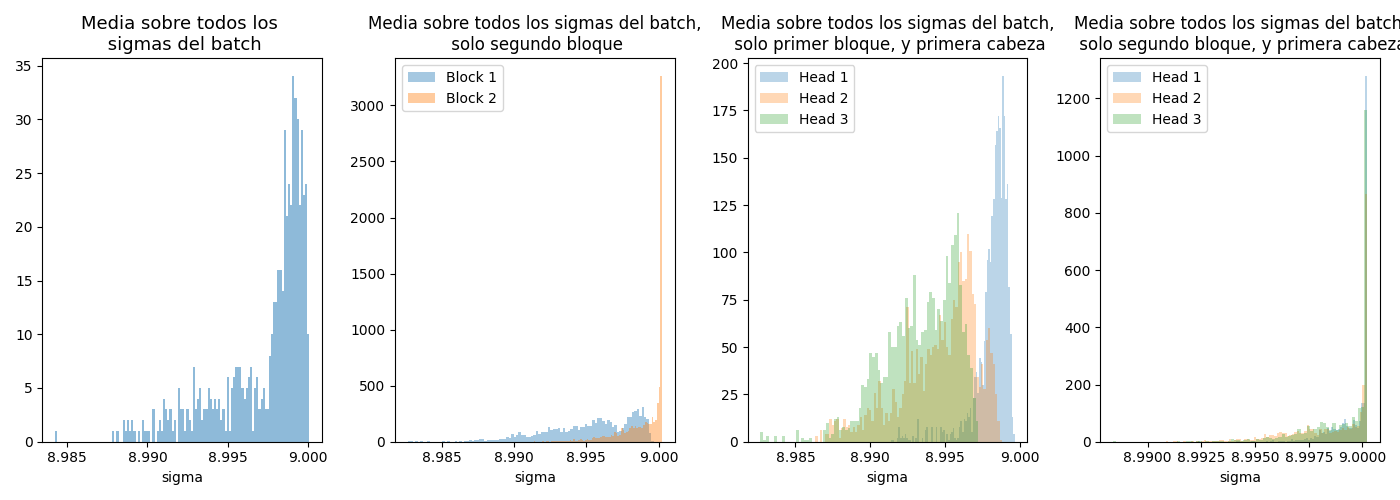 Media sobre todos los
sigmas del batch
35
30
25
20
15
10
5
0
8.985 8.990 8.995 9.000
sigma
Media sobre todos los sigmas del batch,
solo segundo bloque
Block 1
Block 2
3000
2500
2000
1500
1000
500
0
8.985 8.990 8.995 9.000
sigma
Media sobre todos los sigmas del batch,
solo primer bloque, y primera cabeza
Head 1
Head 2
Head 3
200
175
150
125
100
75
50
25
0
8.985 8.990 8.995 9.000
sigma
Media sobre todos los sigmas del batch
solo segundo bloque, y primera cabeza
Head 1
Head 2
Head 3
1200
1000
800
600
400
200
0
8.9900 8.9925 8.9950 8.9975 9.0000
sigma